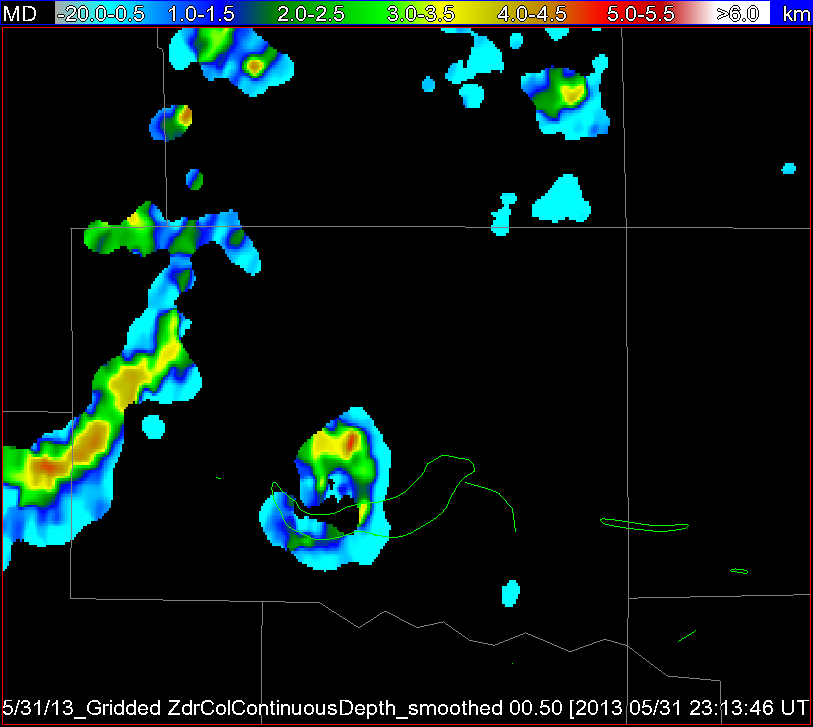 MD -20.0-0.5 1.0-1.5 2.0-2.5 3.0-3.5 4.0-4.5 5.0-5.5 >6.0 km
5/31/13_Gridded ZdrColContinuousDepth_smoothed 00.50 [2013 05/31 23:13:46 UT